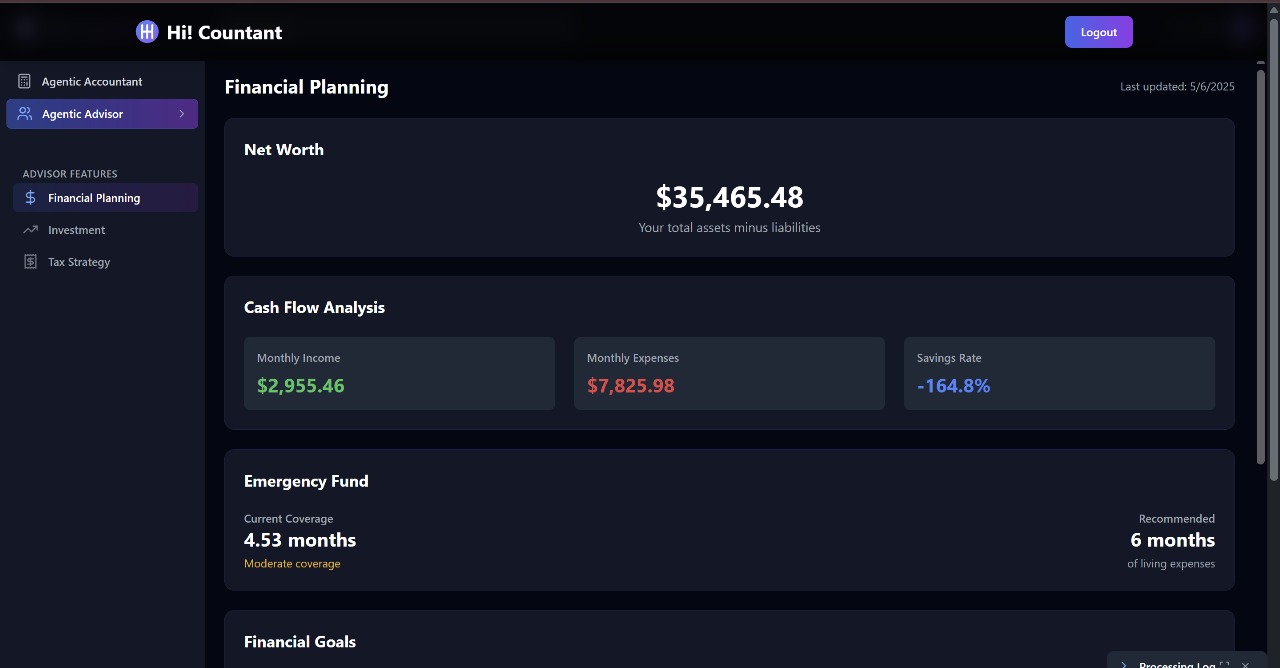 Hi! Countant
Logout
Agentic Accountant
Agentic Advisor
ADVISOR FEATURES
Financial Planning
Investment
Tax Strategy
Financial Planning
Last updated: 5/6/2025
Net Worth
$35,465.48
Your total assets minus liabilities
Cash Flow Analysis
Monthly Income
$2,955.46
Monthly Expenses
$7,825.98
Savings Rate
-164.8%
Emergency Fund
Current Coverage
4.53 months
Moderate coverage
Recommended
6 months
of living expenses
Financial Goals
Processing Log